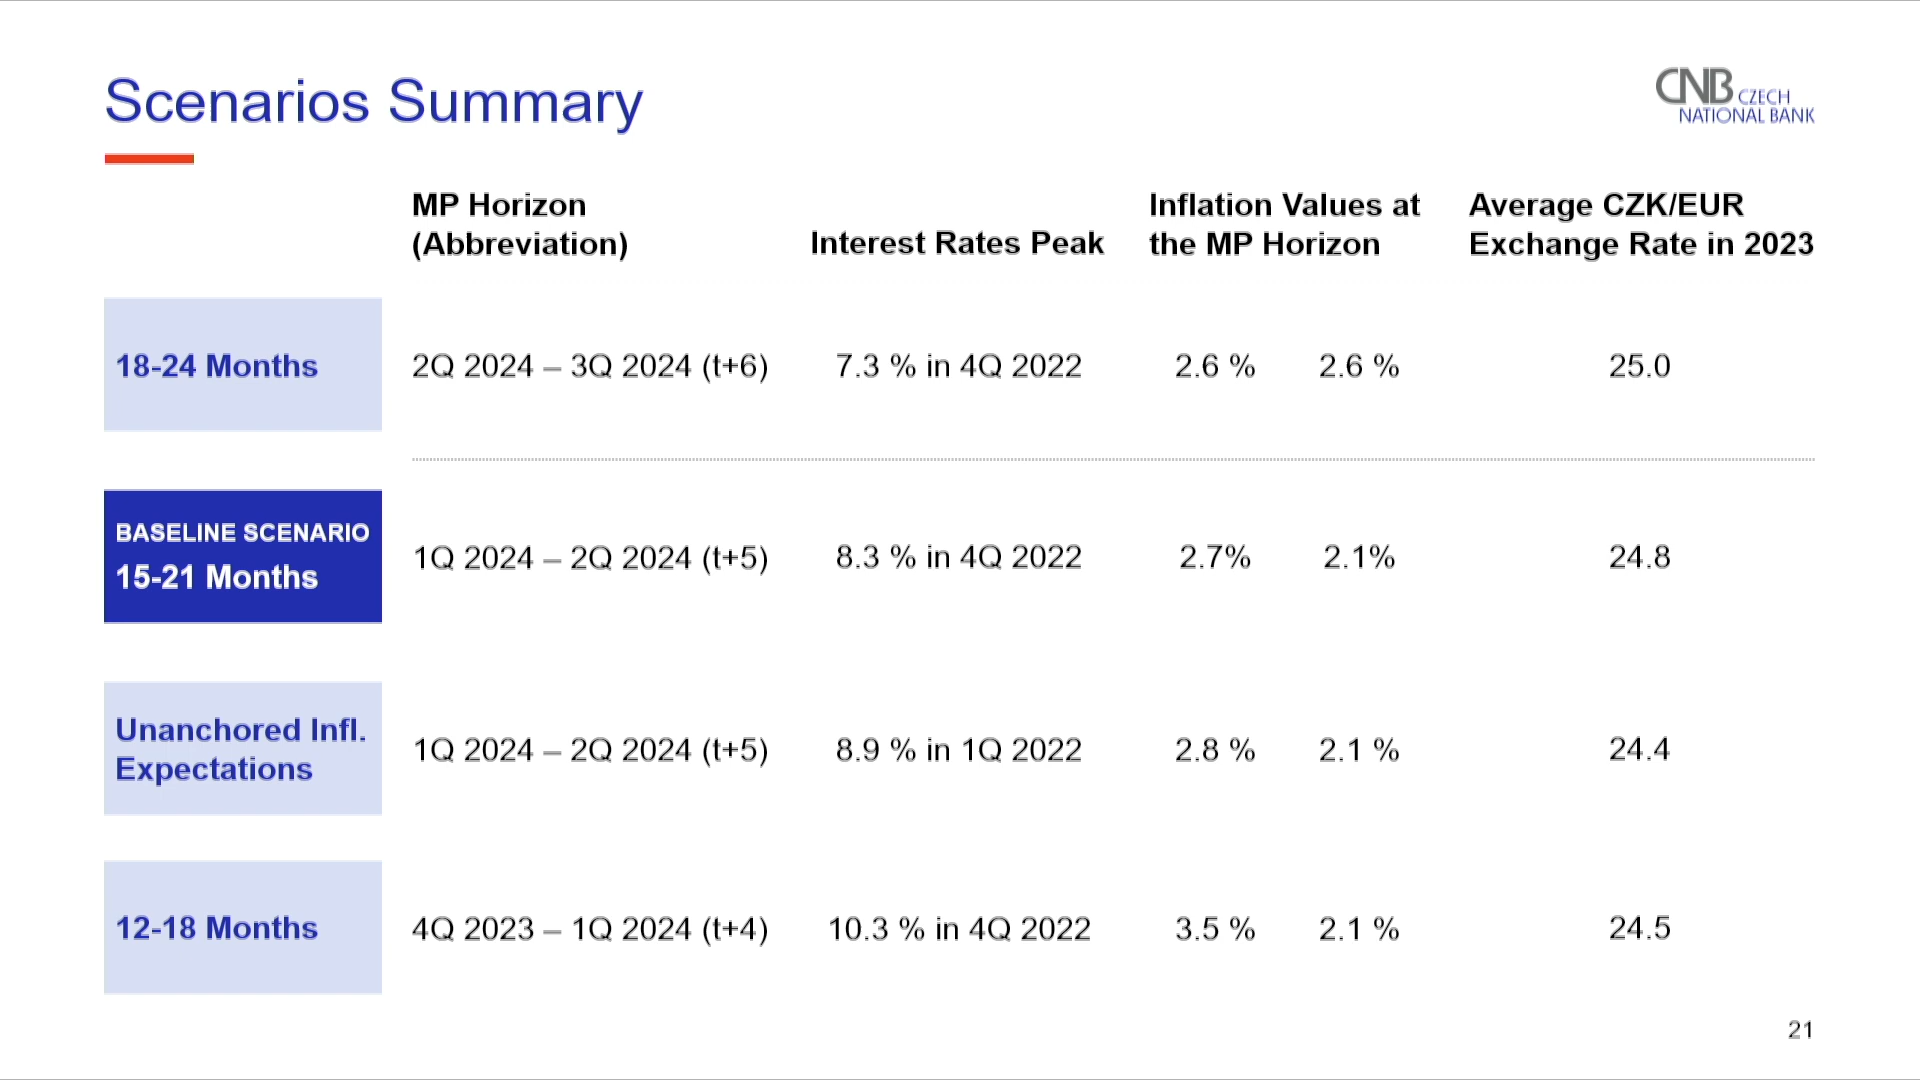 Scenarios Summary
CNB CZECH
NATIONAL BANK
MP Horizon
(Abbreviation)
Interest Rates Peak
Inflation Values at
the MP Horizon
Average CZK/EUR
Exchange Rate in 2023
18-24 Months
2Q 2024 – 3Q 2024 (t+6)
7.3 % in 4Q 2022
2.6 %
2.6 %
25.0
BASELINE SCENARIO
15-21 Months
1Q 2024 – 2Q 2024 (t+5)
8.3 % in 4Q 2022
2.7%
2.1%
24.8
Unanchored Infl.
Expectations
1Q 2024 – 2Q 2024 (t+5)
8.9 % in 1Q 2022
2.8 %
2.1 %
24.4
12-18 Months
4Q 2023 – 1Q 2024 (t+4)
10.3 % in 4Q 2022
3.5 %
2.1 %
24.5
21